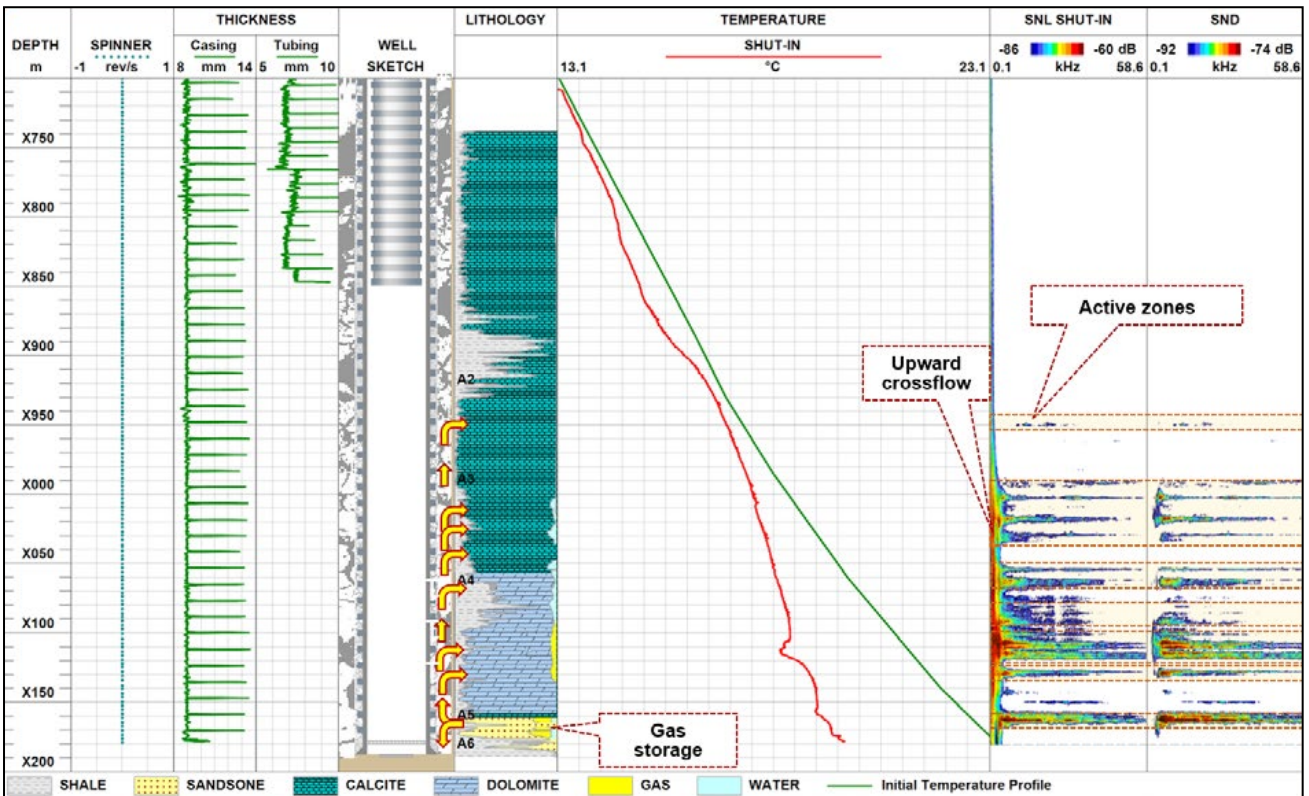 THICKNESS
LITHOLOGY
TEMPERATURE
SNL SHUT-IN
SND
DEPTH
SPINNER
Casing
Tubing
WELL
SHUT-IN
-86 -60 dB
-92 -74 dB
m
-1 rev/s 1
8 mm 14
5 mm 10
SKETCH
13.1 °C 23.1
0.1 kHz 58.6
0.1 kHz 58.6
X750
X800
X850
Active zones
X900
Upward
crossflow
A2
X950
X000
A3
X050
A4
X100
X150
A5
Gas
storage
A6
X200
SHALE
SANDSONE
CALCITE
DOLOMITE
GAS
WATER
Initial Temperature Profile